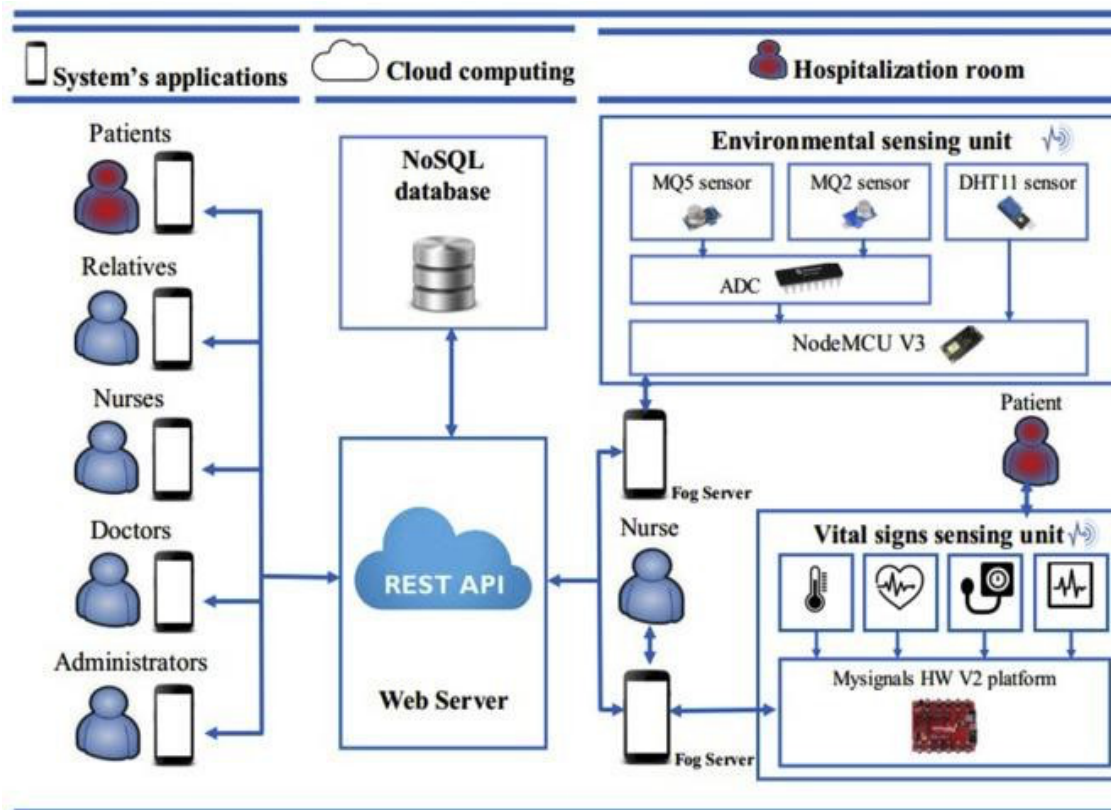 System's applications
Cloud computing
Hospitalization room
Patients
Relatives
Nurses
Doctors
Administrators
NoSQL
database
REST API
Web Server
Environmental sensing unit
MQ5 sensor
MQ2 sensor
DHT11 sensor
ADC
NodeMCU V3
Fog Server
Patient
Nurse
Vital signs sensing unit
Mysignals HW V2 platform
Fog Server